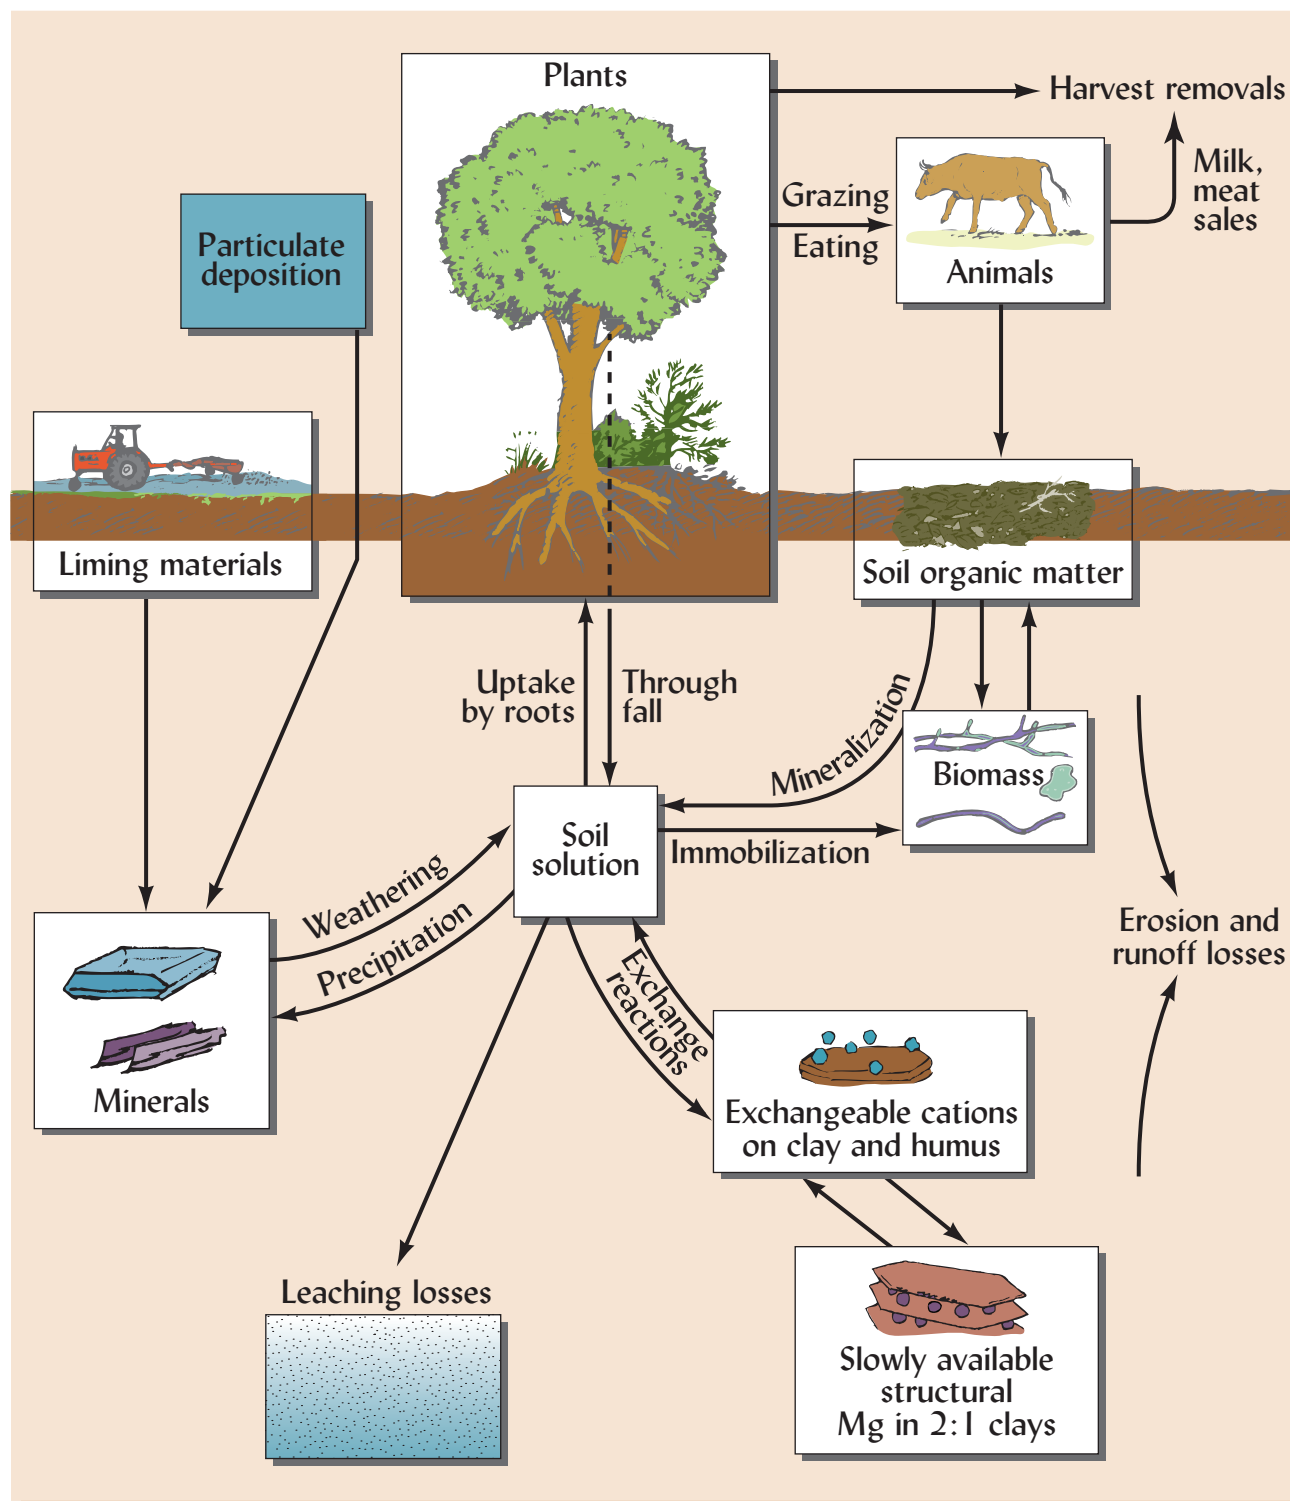 Plants
Harvest removals
Milk,
meat
sales
Grazing
Eating
Animals
Particulate
deposition
Liming materials
Soil organic matter
Uptake
by roots
Through
fall
Mineralization
Biomass
Soil
solution
Immobilization
Weathering
Precipitation
Erosion and
runoff losses
Exchange
reactions
Minerals
Exchangeable cations
on clay and humus
Leaching losses
Slowly available
structural
Mg in 2:1 clays